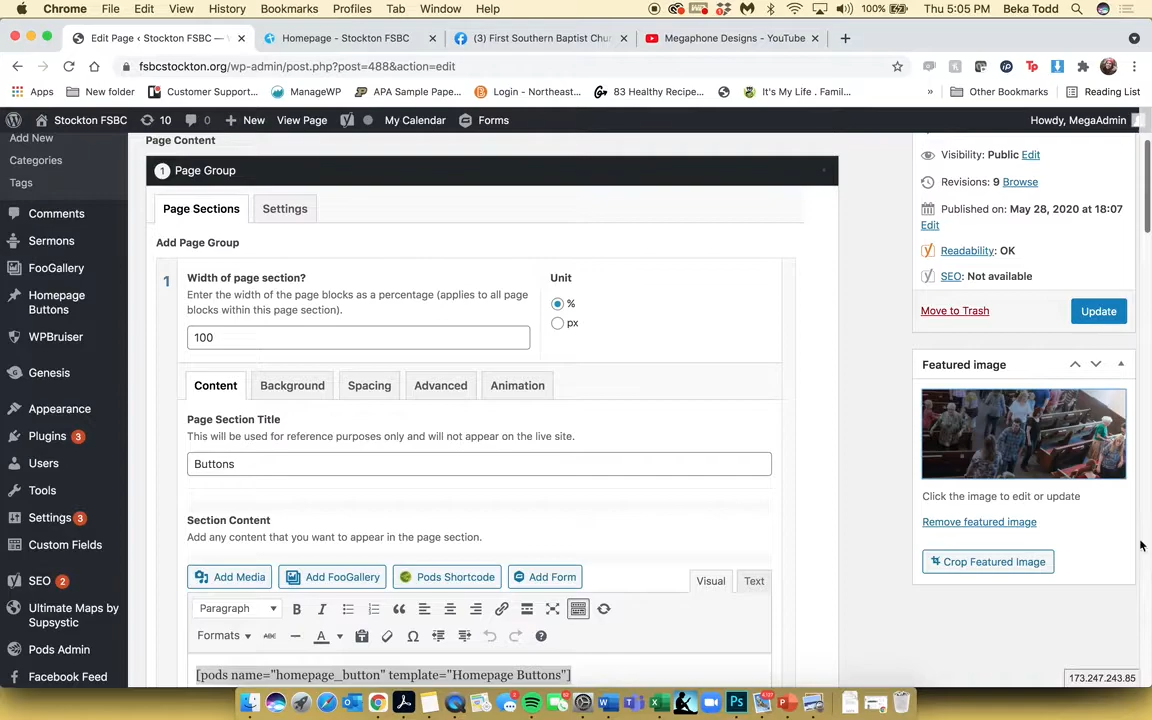 Chrome File Edit View History Bookmarks Profiles Tab Window Help 100% Thu 5:05 PM Beka Todd
Edit Page ‹ Stockton FSBC — Homepage - Stockton FSBC (3) First Southern Baptist Chu Megaphone Designs - YouTube
fsbcstockton.org/wp-admin/post.php?post=488&action=edit
Apps New folder Customer Support... ManageWP APA Sample Pape... Login - Northeast... 83 Healthy Recipe... It's My Life . Famil... » Other Bookmarks Reading List
Stockton FSBC 10 0 New View Page My Calendar Forms Howdy, MegaAdmin
Add New
Categories
Tags
Comments
Sermons
FooGallery
Homepage
Buttons
WPBruiser
Genesis
Appearance
Plugins 3
Users
Tools
Settings 3
Custom Fields
SEO 2
Ultimate Maps by
Supsystic
Pods Admin
Facebook Feed
Page Content
1 Page Group
Page Sections Settings
Add Page Group
1
Width of page section?
Enter the width of the page blocks as a percentage (applies to all page
blocks within this page section).
100
Unit
%
px
Content Background Spacing Advanced Animation
Page Section Title
This will be used for reference purposes only and will not appear on the live site.
Buttons
Section Content
Add any content that you want to appear in the page section.
Add Media Add FooGallery Pods Shortcode Add Form Visual Text
Paragraph
Formats
[pods name="homepage_button" template="Homepage Buttons"]
Visibility: Public Edit
Revisions: 9 Browse
Published on: May 28, 2020 at 18:07
Edit
Readability: OK
SEO: Not available
Move to Trash Update
Featured image
Click the image to edit or update
Remove featured image
Crop Featured Image
173.247.243.85